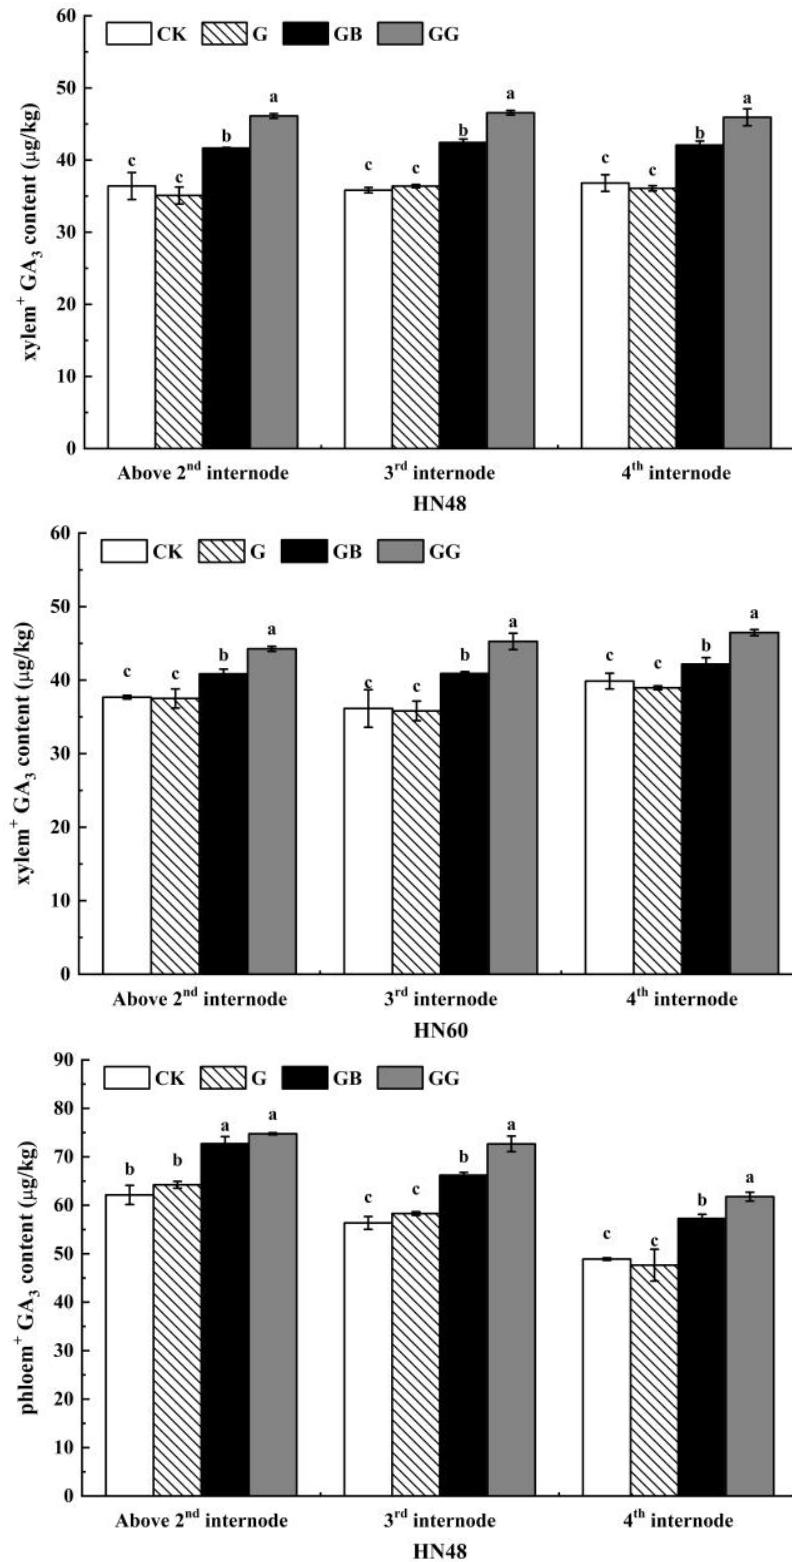 60
CK G GB GG
50
40
30
20
10
0
xylem⁺ GA₃ content (μg/kg)
c c b a c c b a c c b a
Above 2ⁿᵈ internode 3ʳᵈ internode 4ᵗʰ internode
HN48
60
CK G GB GG
50
40
30
20
10
0
xylem⁺ GA₃ content (μg/kg)
c c b a c c b a c c b a
Above 2ⁿᵈ internode 3ʳᵈ internode 4ᵗʰ internode
HN60
90
CK G GB GG
80
70
60
50
40
30
20
10
0
phloem⁺ GA₃ content (μg/kg)
b b a a c c b a c c b a
Above 2ⁿᵈ internode 3ʳᵈ internode 4ᵗʰ internode
HN48